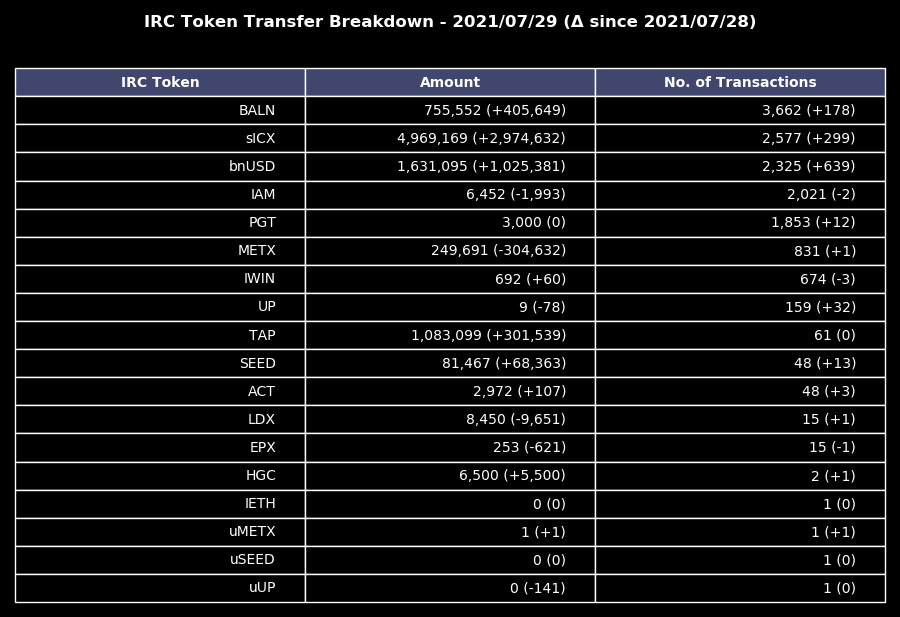 IRC Token Transfer Breakdown - 2021/07/29 (Δ since 2021/07/28)
IRC Token Amount No. of Transactions
BALN 755,552 (+405,649) 3,662 (+178)
sICX 4,969,169 (+2,974,632) 2,577 (+299)
bnUSD 1,631,095 (+1,025,381) 2,325 (+639)
IAM 6,452 (-1,993) 2,021 (-2)
PGT 3,000 (0) 1,853 (+12)
METX 249,691 (-304,632) 831 (+1)
IWIN 692 (+60) 674 (-3)
UP 9 (-78) 159 (+32)
TAP 1,083,099 (+301,539) 61 (0)
SEED 81,467 (+68,363) 48 (+13)
ACT 2,972 (+107) 48 (+3)
LDX 8,450 (-9,651) 15 (+1)
EPX 253 (-621) 15 (-1)
HGC 6,500 (+5,500) 2 (+1)
IETH 0 (0) 1 (0)
uMETX 1 (+1) 1 (+1)
uSEED 0 (0) 1 (0)
uUP 0 (-141) 1 (0)